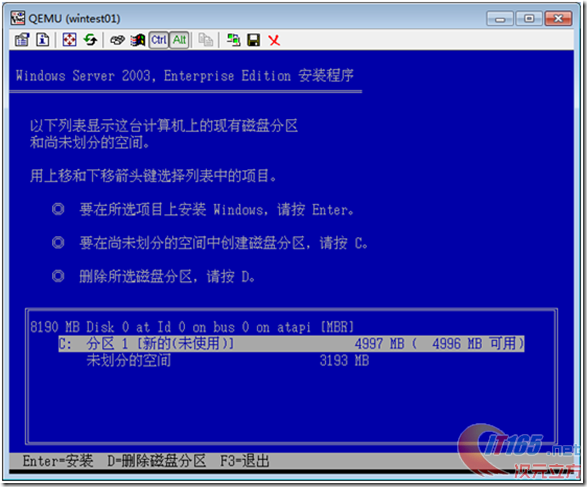 QEMU (wintest01)
Ctrl Alt
Windows Server 2003, Enterprise Edition 安装程序
以下列表显示这台计算机上的现有磁盘分区
和尚未划分的空间。
用上移和下移箭头键选择列表中的项目。
◎ 要在所选项目上安装 Windows，请按 Enter。
◎ 要在尚未划分的空间中创建磁盘分区，请按 C。
◎ 删除所选磁盘分区，请按 D。
8190 MB Disk 0 at Id 0 on bus 0 on atapi [MBR]
C: 分区 1 [新的(未使用)] 4997 MB ( 4996 MB 可用)
未划分的空间 3193 MB
Enter=安装 D=删除磁盘分区 F3=退出
IT165.net
次元立方